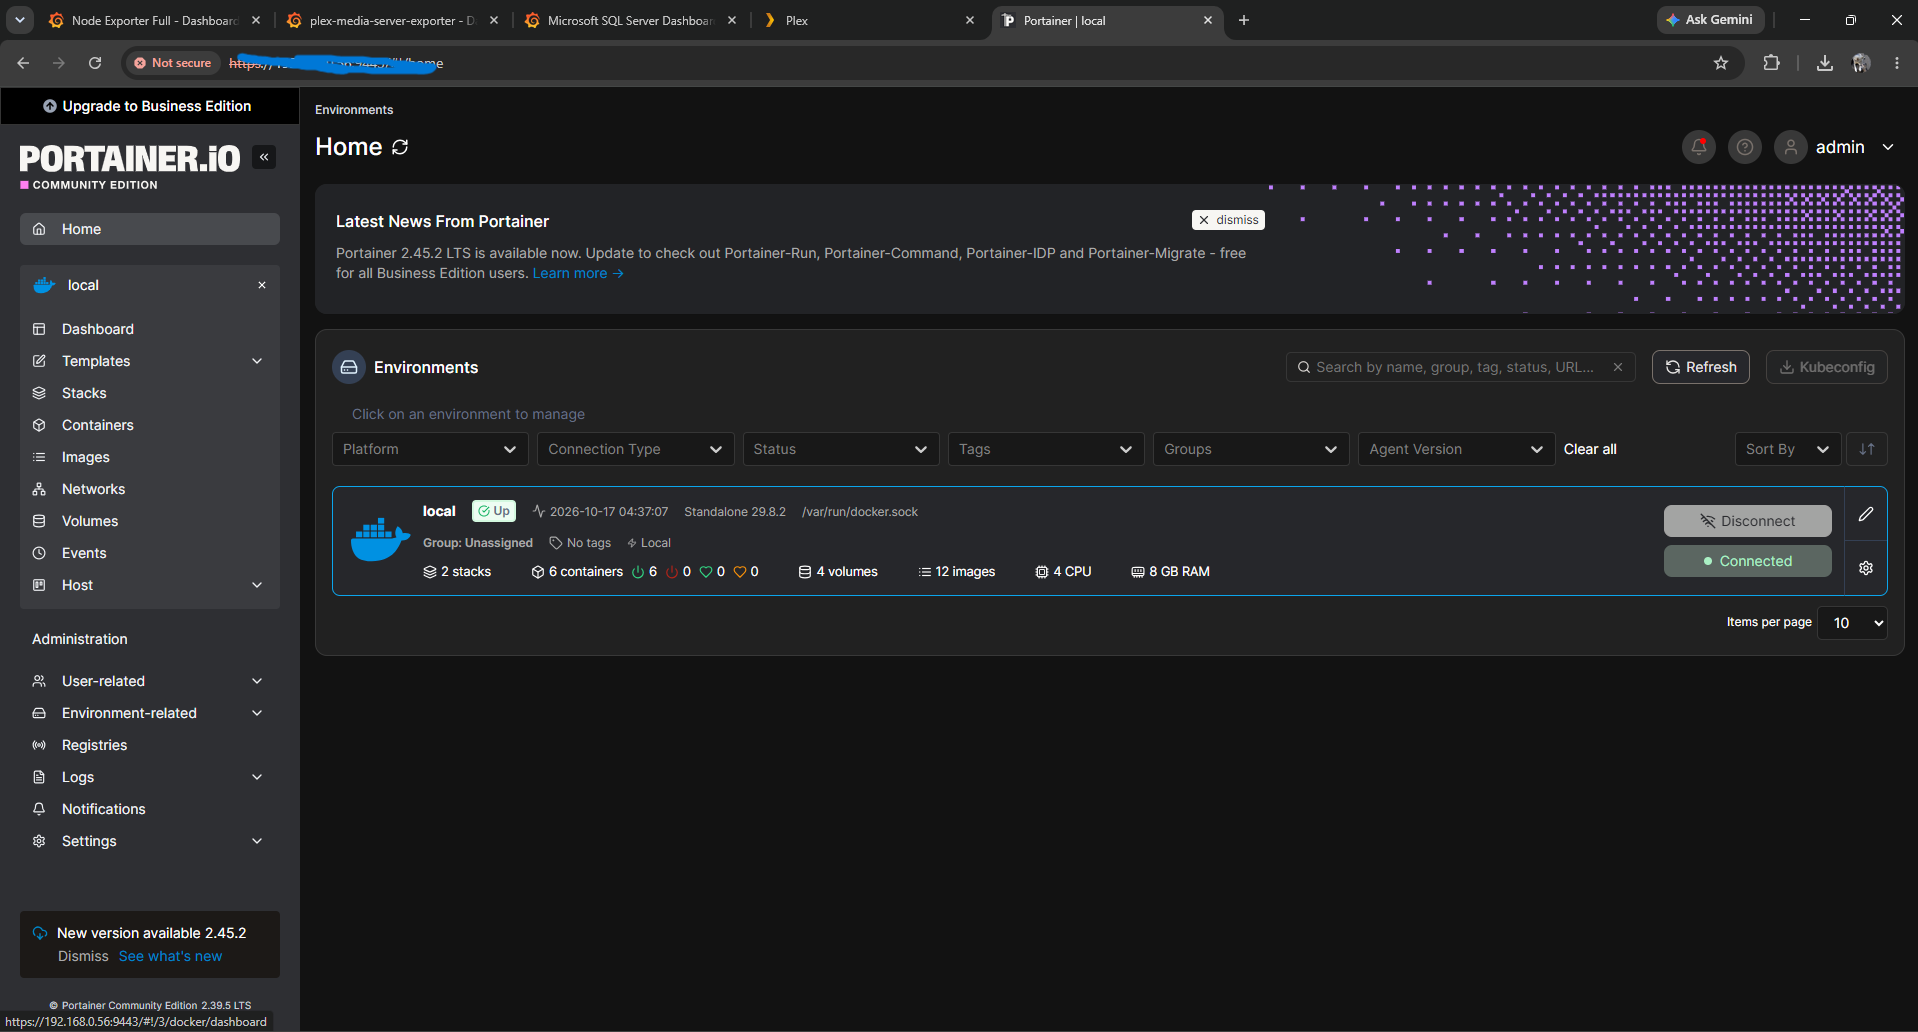 Node Exporter Full - Dashboard
plex-media-server-exporter - D
Microsoft SQL Server Dashboar
Plex
Portainer | local
Ask Gemini
Not secure
Upgrade to Business Edition
PORTAINER.iO
COMMUNITY EDITION
Home
local
Dashboard
Templates
Stacks
Containers
Images
Networks
Volumes
Events
Host
Administration
User-related
Environment-related
Registries
Logs
Notifications
Settings
New version available 2.45.2
Dismiss See what's new
© Portainer Community Edition 2.39.5 LTS
https://192.168.0.56:9443/#!/3/docker/dashboard
Environments
Home
admin
Latest News From Portainer
dismiss
Portainer 2.45.2 LTS is available now. Update to check out Portainer-Run, Portainer-Command, Portainer-IDP and Portainer-Migrate - free
for all Business Edition users. Learn more →
Environments
Search by name, group, tag, status, URL...
Refresh
Kubeconfig
Click on an environment to manage
Platform Connection Type Status Tags Groups Agent Version Clear all Sort By
local Up 2026-10-17 04:37:07 Standalone 29.8.2 /var/run/docker.sock
Group: Unassigned No tags Local
2 stacks 6 containers 6 0 0 0 4 volumes 12 images 4 CPU 8 GB RAM
Disconnect
Connected
Items per page 10